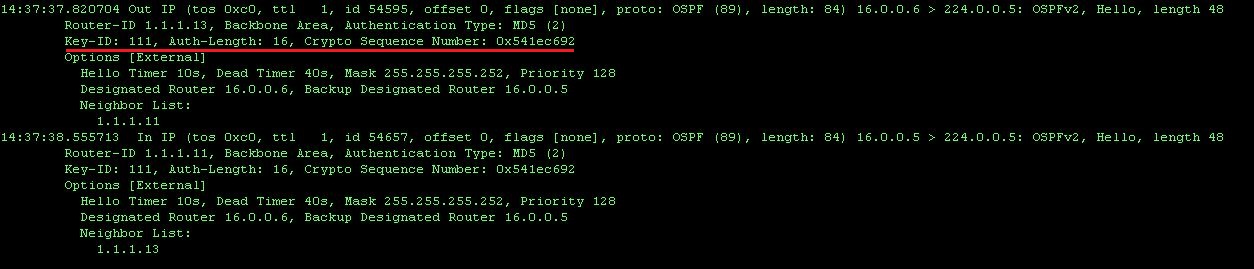 14:37:37.820704 Out IP (tos 0xc0, ttl   1, id 54595, offset 0, flags [none], proto: OSPF (89), length: 84) 16.0.0.6 > 224.0.0.5: OSPFv2, Hello, length 48
Router-ID 1.1.1.13, Backbone Area, Authentication Type: MD5 (2)
Key-ID: 111, Auth-Length: 16, Crypto Sequence Number: 0x541ec692
Options [External]
Hello Timer 10s, Dead Timer 40s, Mask 255.255.255.252, Priority 128
Designated Router 16.0.0.6, Backup Designated Router 16.0.0.5
Neighbor List:
1.1.1.11
14:37:38.555713  In IP (tos 0xc0, ttl   1, id 54657, offset 0, flags [none], proto: OSPF (89), length: 84) 16.0.0.5 > 224.0.0.5: OSPFv2, Hello, length 48
Router-ID 1.1.1.11, Backbone Area, Authentication Type: MD5 (2)
Key-ID: 111, Auth-Length: 16, Crypto Sequence Number: 0x541ec692
Options [External]
Hello Timer 10s, Dead Timer 40s, Mask 255.255.255.252, Priority 128
Designated Router 16.0.0.6, Backup Designated Router 16.0.0.5
Neighbor List:
1.1.1.13